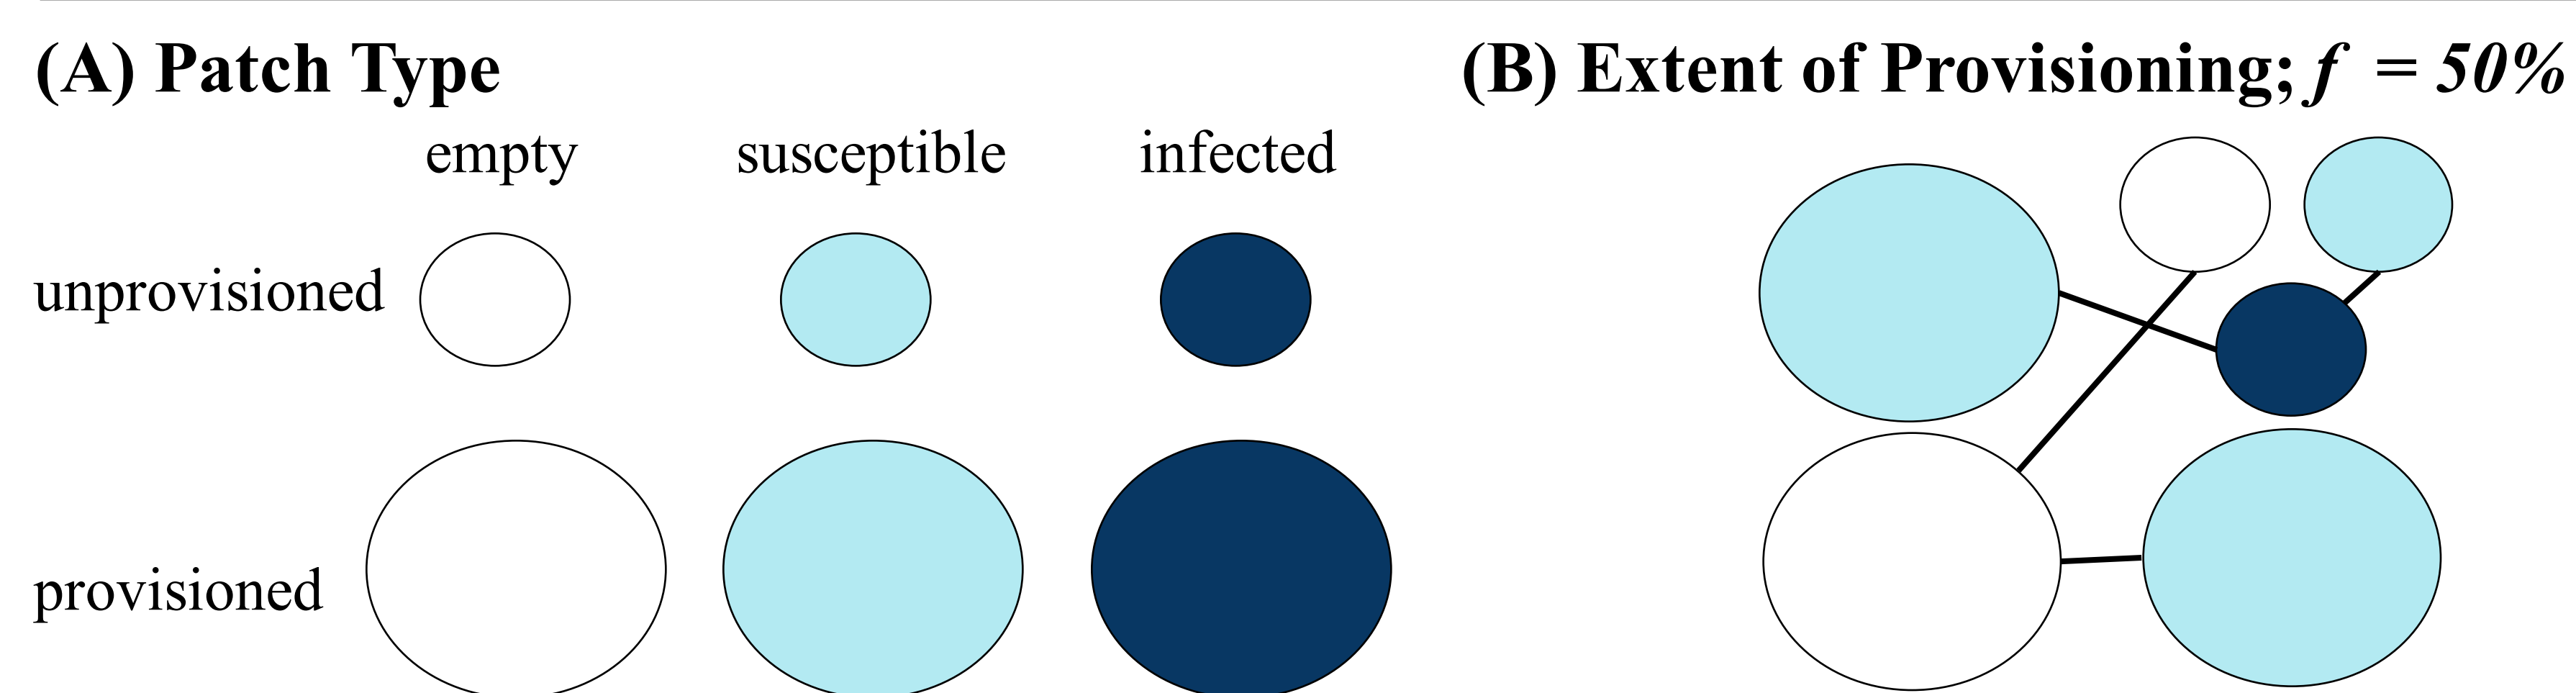 (A) Patch Type
empty susceptible infected
unprovisioned
provisioned
(B) Extent of Provisioning; f = 50%